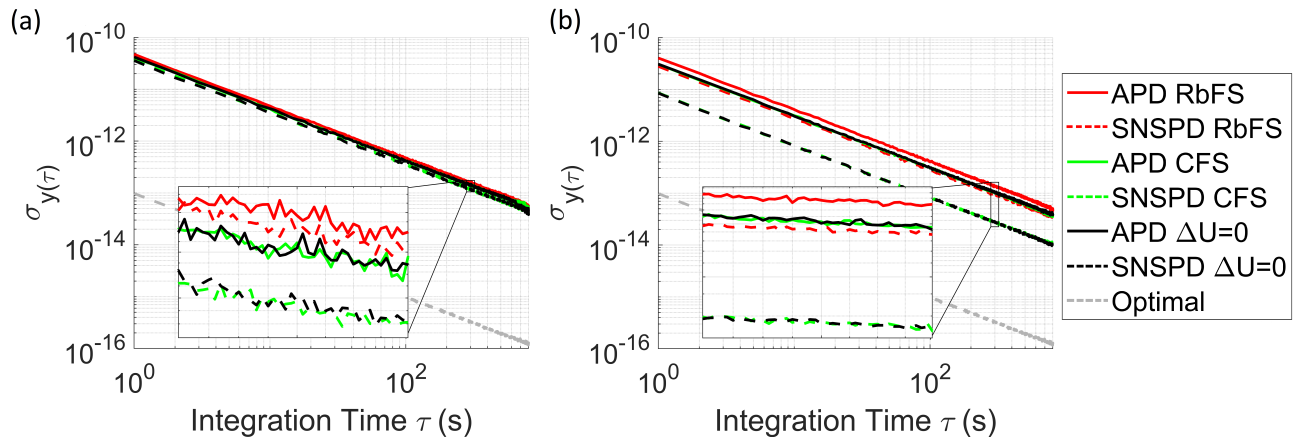 (a)
10^-10
10^-12
10^-14
10^-16
σ_y(τ)
10^0
10^2
Integration Time τ (s)
(b)
10^-10
10^-12
10^-14
10^-16
σ_y(τ)
10^0
10^2
Integration Time τ (s)
APD RbFS
SNSPD RbFS
APD CFS
SNSPD CFS
APD ΔU=0
SNSPD ΔU=0
Optimal